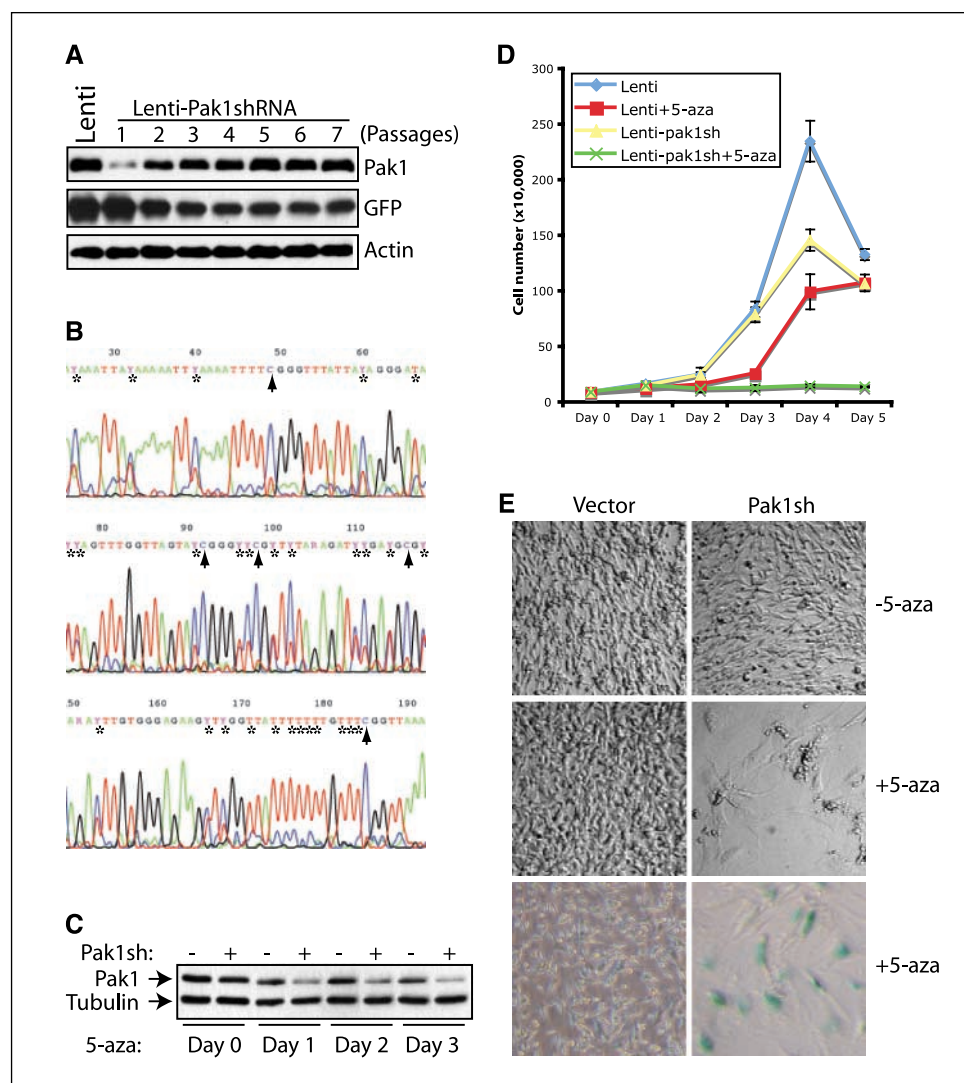 A
Lenti
Lenti-Pak1shRNA
1 2 3 4 5 6 7 (Passages)
Pak1
GFP
Actin
B
30 40 50 60
80 90 100 110
50 160 170 180 190
C
Pak1sh: - + - + - + - +
Pak1
Tubulin
5-aza: Day 0 Day 1 Day 2 Day 3
D
Lenti
Lenti+5-aza
Lenti-pak1sh
Lenti-pak1sh+5-aza
Cell number (x10,000)
300
250
200
150
100
50
0
Day 0 Day 1 Day 2 Day 3 Day 4 Day 5
E
Vector Pak1sh
-5-aza
+5-aza
+5-aza